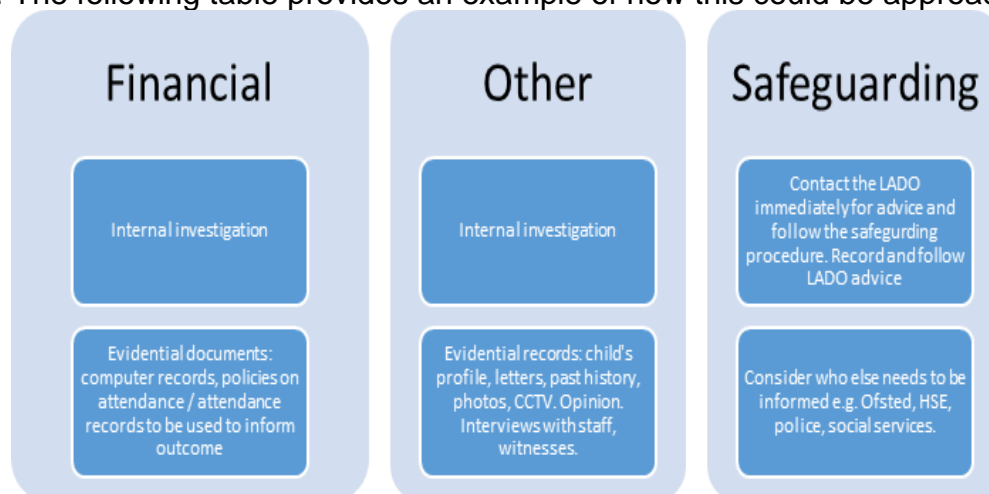 The following table provides an example of how this could be approac
Financial
Internal investigation
Evidential documents:
computer records, policies on
attendance / attendance
records to be used to inform
outcome
Other
Internal investigation
Evidential records: child's
profile, letters, past history,
photos, CCTV. Opinion.
Interviews with staff,
witnesses.
Safeguarding
Contact the LADO
immediately for advice and
follow the safegurding
procedure. Record and follow
LADO advice
Consider who else needs to be
informed e.g. Ofsted, HSE,
police, social services.